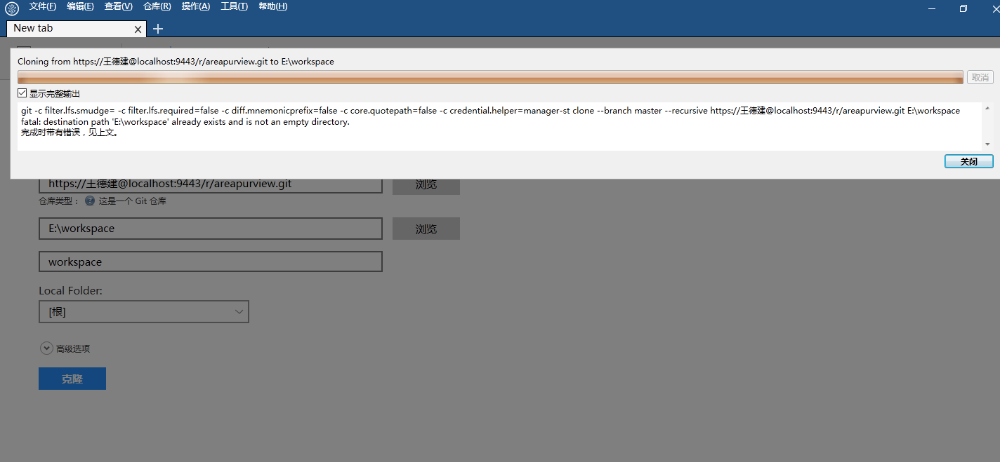 文件(F) 编辑(E) 查看(V) 仓库(R) 操作(A) 工具(T) 帮助(H)
New tab
Cloning from https://王德建@localhost:9443/r/areapurview.git to E:\workspace
取消
显示完整输出
git -c filter.lfs.smudge= -c filter.lfs.required=false -c diff.mnemonicprefix=false -c core.quotepath=false -c credential.helper=manager-st clone --branch master --recursive https://王德建@localhost:9443/r/areapurview.git E:\workspace
fatal: destination path 'E:\workspace' already exists and is not an empty directory.
完成时带有错误，见上文。
关闭
https://王德建@localhost:9443/r/areapurview.git 浏览
仓库类型： ? 这是一个 Git 仓库
E:\workspace 浏览
workspace
Local Folder:
[根]
高级选项
克隆